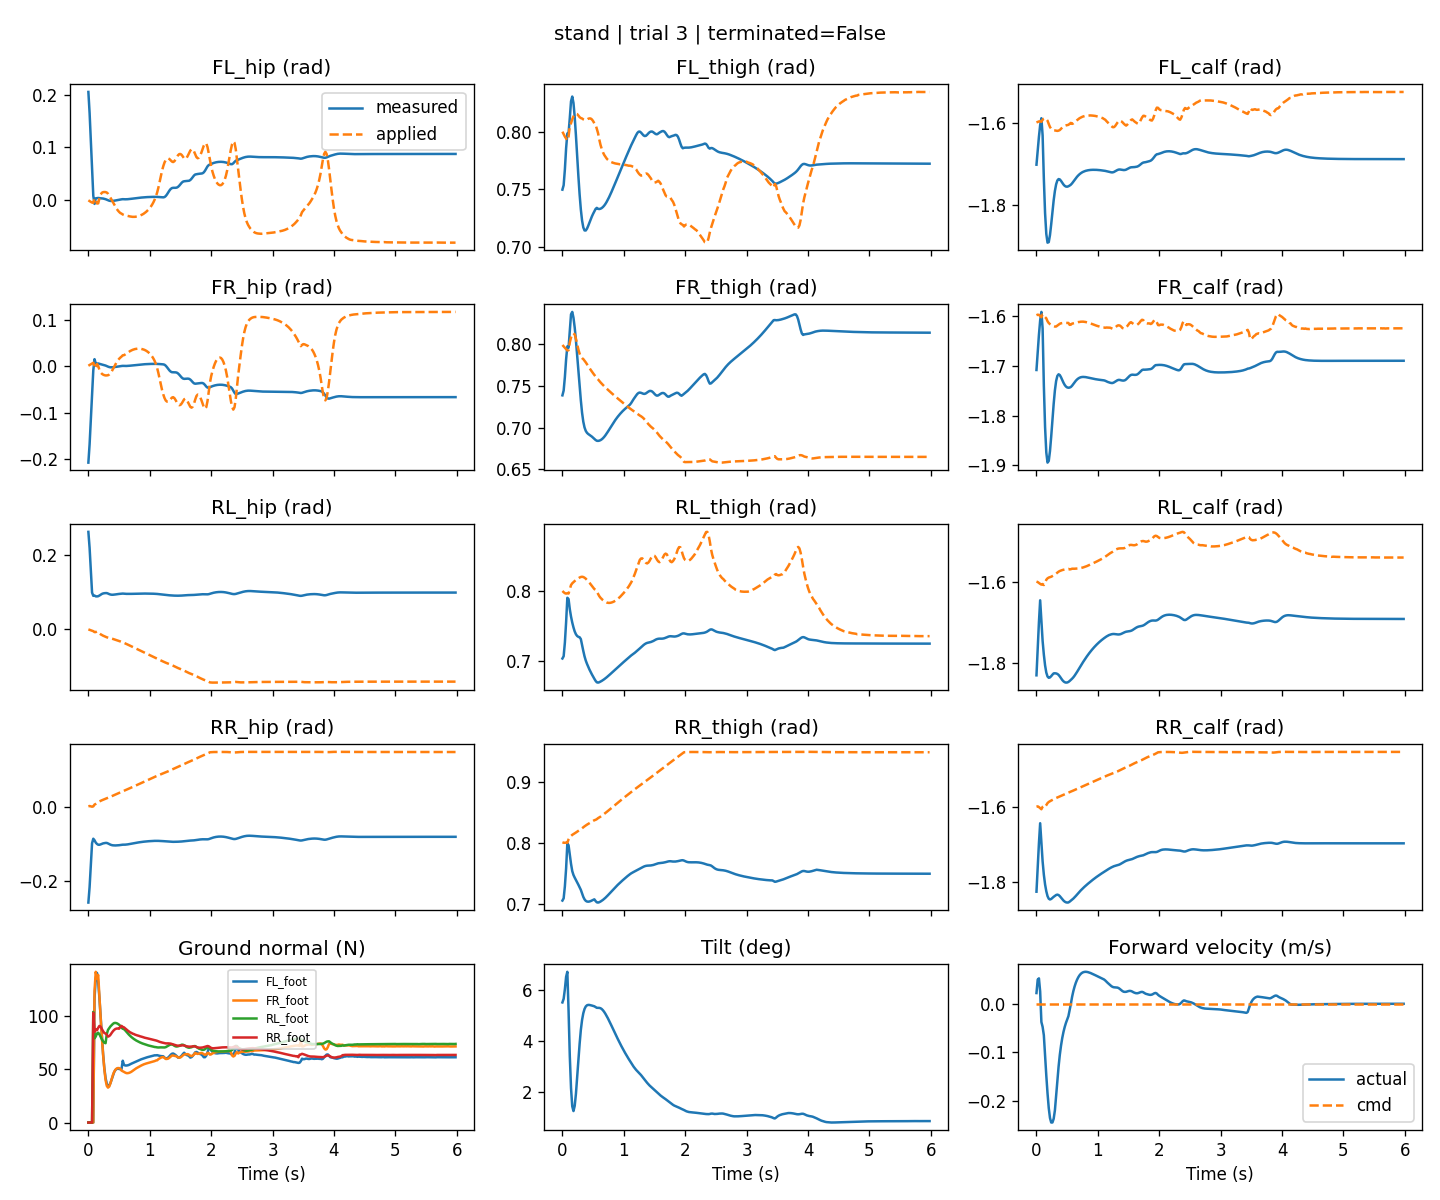 stand | trial 3 | terminated=False
FL_hip (rad)
FL_thigh (rad)
FL_calf (rad)
0.2
0.1
0.0
measured
applied
0.80
0.75
0.70
−1.6
−1.8
FR_hip (rad)
FR_thigh (rad)
FR_calf (rad)
0.1
0.0
−0.1
−0.2
0.80
0.75
0.70
0.65
−1.6
−1.7
−1.8
−1.9
RL_hip (rad)
RL_thigh (rad)
RL_calf (rad)
0.2
0.0
0.8
0.7
−1.6
−1.8
RR_hip (rad)
RR_thigh (rad)
RR_calf (rad)
0.0
−0.2
0.9
0.8
0.7
−1.6
−1.8
Ground normal (N)
Tilt (deg)
Forward velocity (m/s)
100
50
0
FL_foot
FR_foot
RL_foot
RR_foot
6
4
2
0.0
−0.1
−0.2
actual
cmd
0 1 2 3 4 5 6
0 1 2 3 4 5 6
0 1 2 3 4 5 6
Time (s)
Time (s)
Time (s)